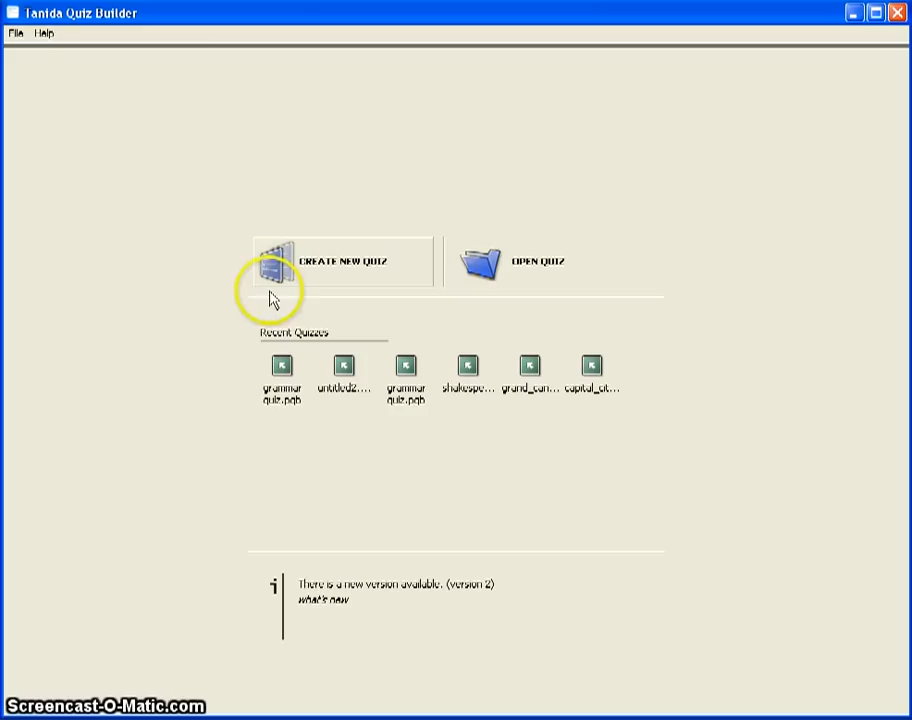 Tanida Quiz Builder
File Help
CREATE NEW QUIZ
OPEN QUIZ
Recent Quizzes
grammar quiz.pqb
untitled2....
grammar quiz.pqb
shakespe...
grand_can...
capital_cit...
There is a new version available. (version 2)
what's new
Screencast-O-Matic.com